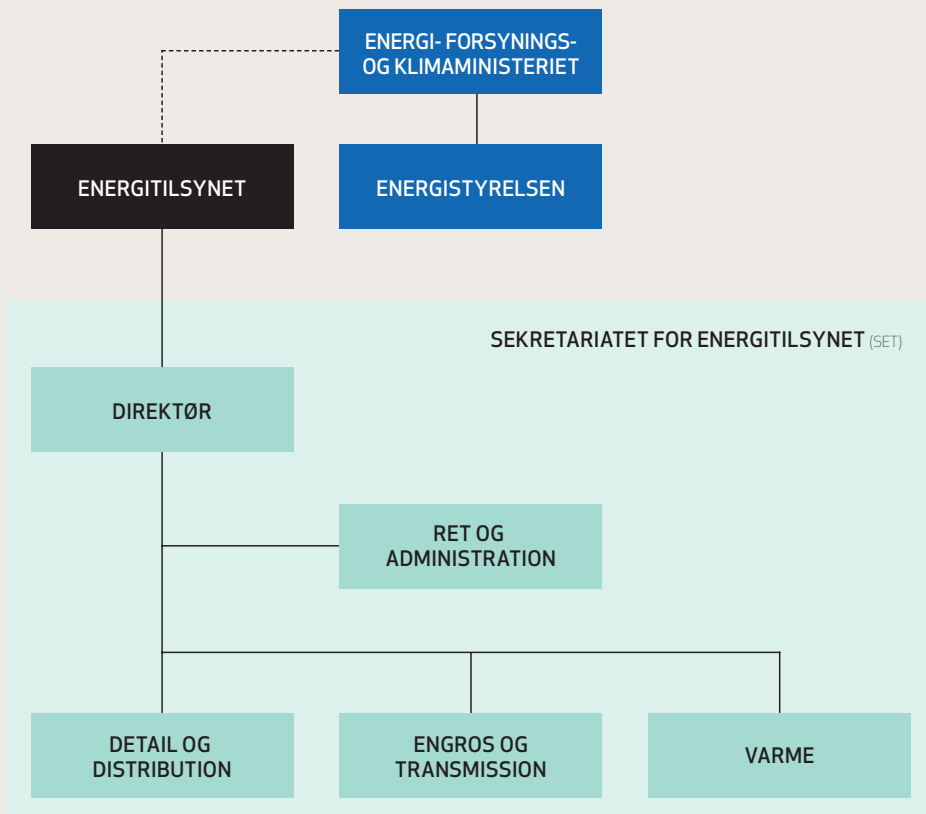 ENERGI- FORSYNINGS-
OG KLIMAMINISTERIET
ENERGITILSYNET
ENERGISTYRELSEN
SEKRETARIATET FOR ENERGITILSYNET (SET)
DIREKTØR
RET OG
ADMINISTRATION
DETAIL OG
DISTRIBUTION
ENGROS OG
TRANSMISSION
VARME